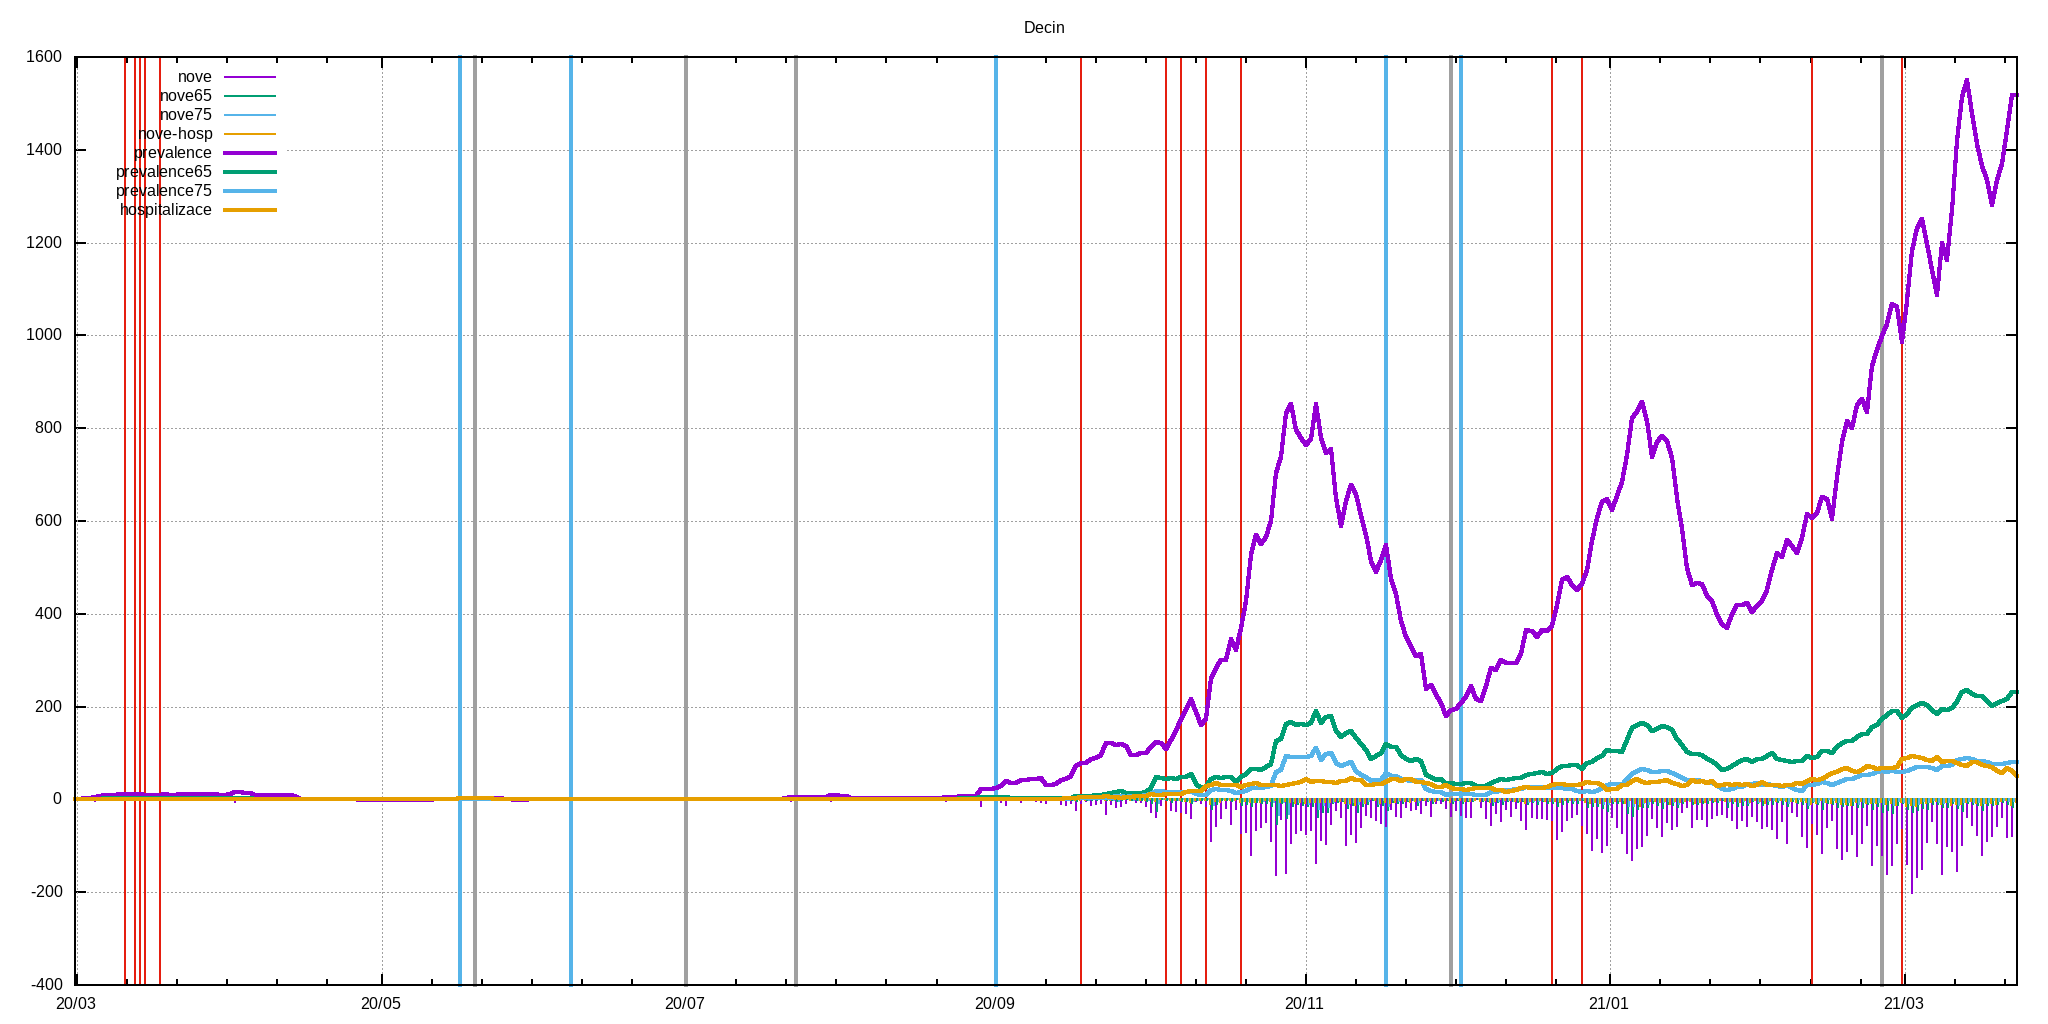 Decin
1600
1400
1200
1000
800
600
400
200
0
-200
-400
nove
nove65
nove75
nove-hosp
prevalence
prevalence65
prevalence75
hospitalizace
20/03
20/05
20/07
20/09
20/11
21/01
21/03